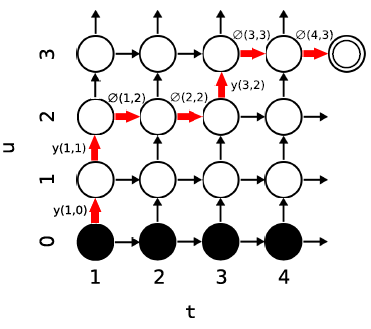 ∅(3,3) ∅(4,3)
3
y(3,2)
∅(1,2) ∅(2,2)
2
y(1,1)
u
1
y(1,0)
0
1 2 3 4
t